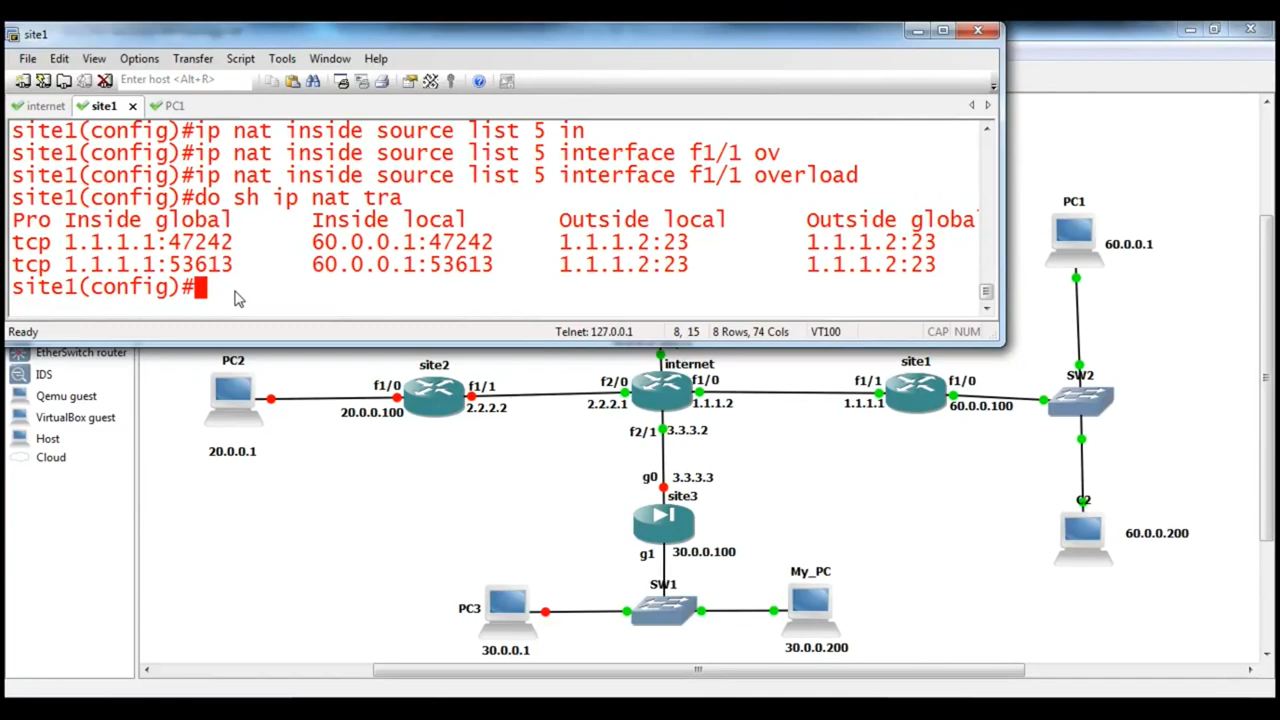 site1
File Edit View Options Transfer Script Tools Window Help
Enter host <Alt+R>
internet site1 PC1
site1(config)#ip nat inside source list 5 in
site1(config)#ip nat inside source list 5 interface f1/1 ov
site1(config)#ip nat inside source list 5 interface f1/1 overload
site1(config)#do sh ip nat tra
Pro Inside global Inside local Outside local Outside globa
tcp 1.1.1.1:47242 60.0.0.1:47242 1.1.1.2:23 1.1.1.2:23
tcp 1.1.1.1:53613 60.0.0.1:53613 1.1.1.2:23 1.1.1.2:23
site1(config)#
Ready Telnet: 127.0.0.1 8, 15 8 Rows, 74 Cols VT100 CAP NUM
EtherSwitch router
IDS
Qemu guest
VirtualBox guest
Host
Cloud
PC1
60.0.0.1
PC2
site2
internet
site1
SW2
f1/0
f1/1
f2/0
f1/0
f1/1
f1/0
20.0.0.100
2.2.2.2
2.2.2.1
1.1.1.2
1.1.1.1
60.0.0.100
20.0.0.1
f2/1
3.3.3.2
g0
3.3.3.3
site3
60.0.0.200
g1
30.0.0.100
SW1
My_PC
PC3
30.0.0.1
30.0.0.200